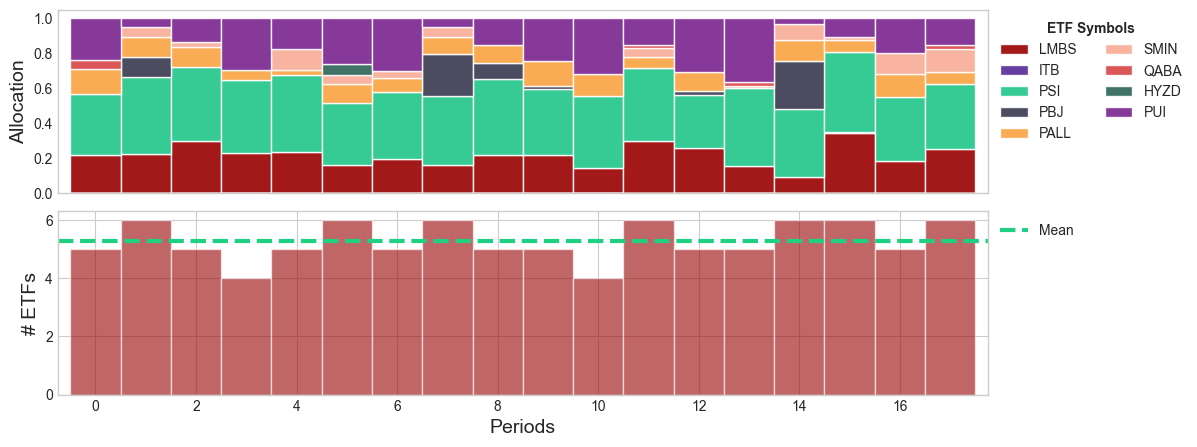 1.0
0.8
0.6
0.4
0.2
0.0
Allocation
ETF Symbols
LMBS
ITB
PSI
PBJ
PALL
SMIN
QABA
HYZD
PUI
6
4
2
0
# ETFs
Mean
0 2 4 6 8 10 12 14 16
Periods